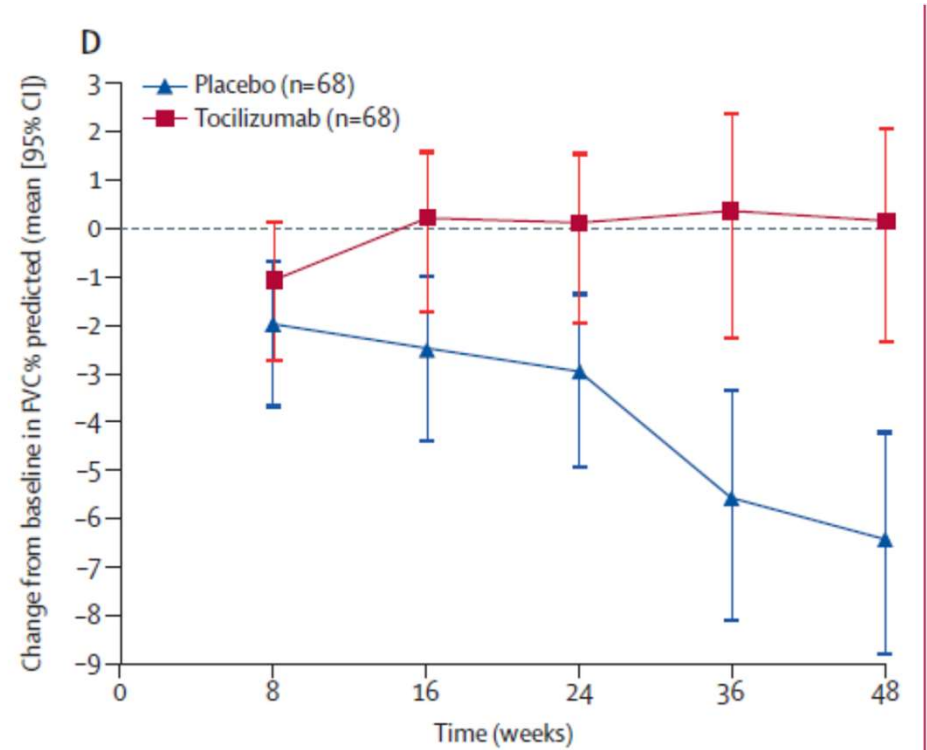 D
Placebo (n=68)
Tocilizumab (n=68)
Change from baseline in FVC% predicted (mean [95% CI])
3
2
1
0
–1
–2
–3
–4
–5
–6
–7
–8
–9
0 8 16 24 36 48
Time (weeks)